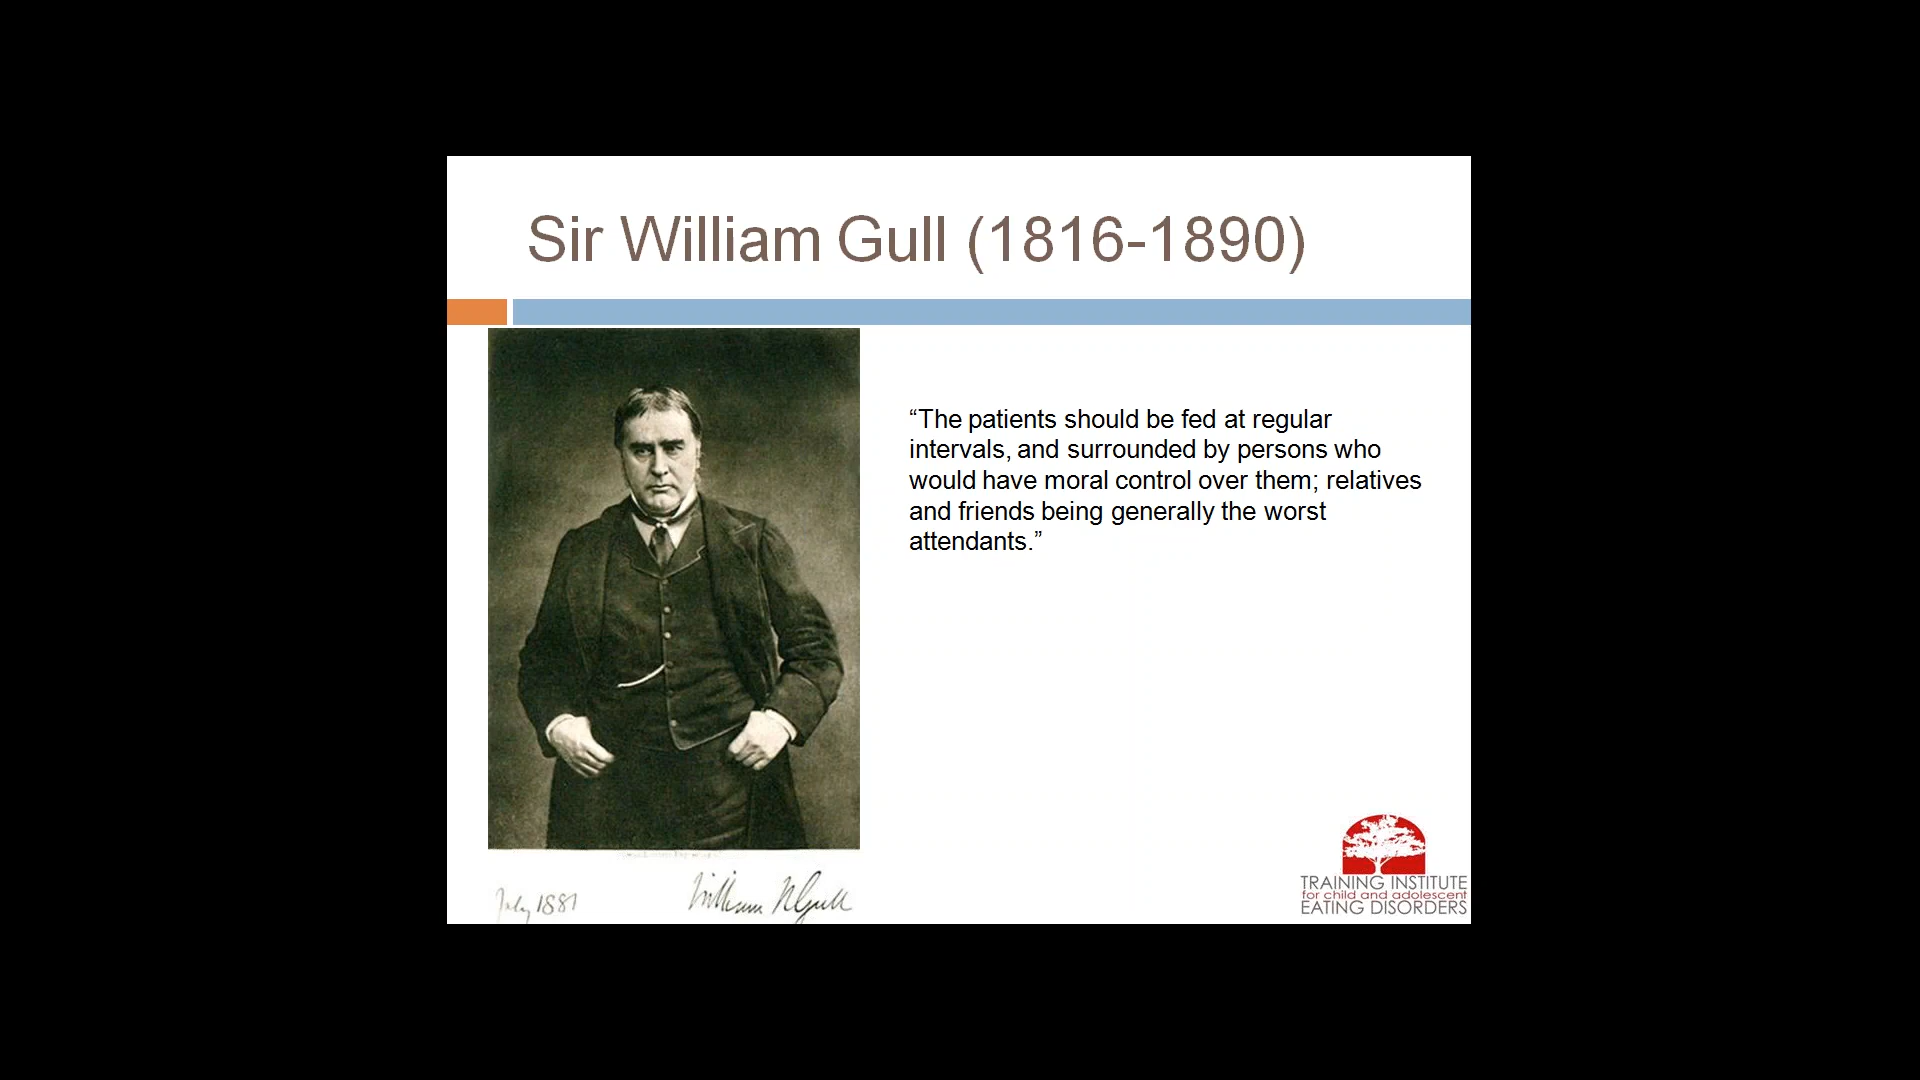 Sir William Gull (1816-1890)
“The patients should be fed at regular
intervals, and surrounded by persons who
would have moral control over them; relatives
and friends being generally the worst
attendants.”
July 1881
William W Gull
TRAINING INSTITUTE
for child and adolescent
EATING DISORDERS